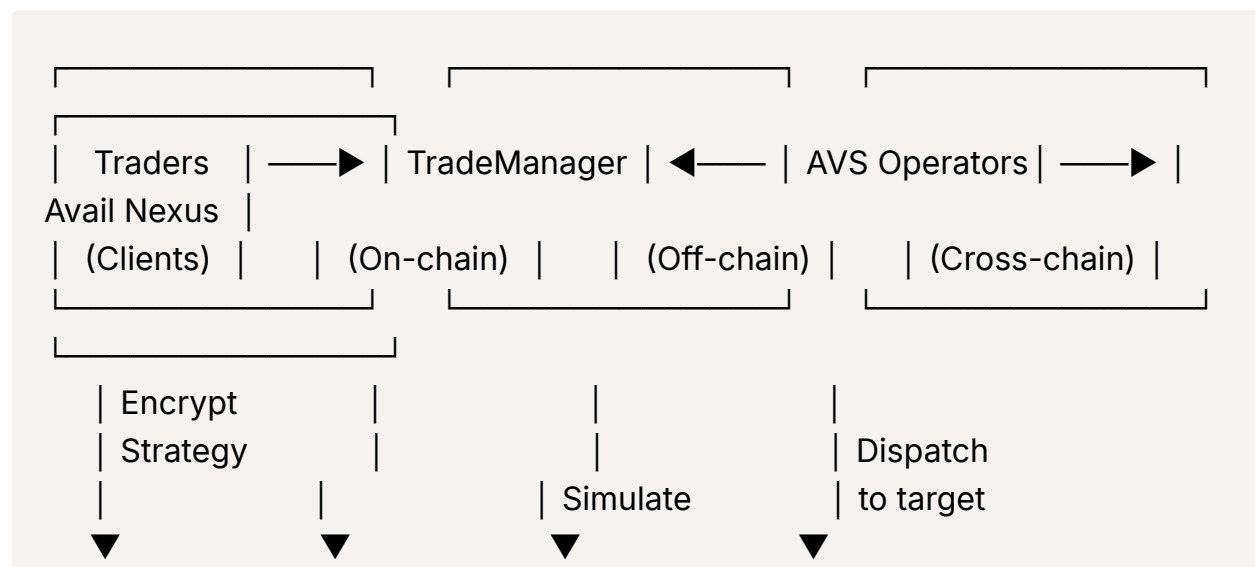 ┌─────────────────┐ ┌──────────────────┐ ┌──────────────────┐
┌──────────────────┐
│ Traders │ ───▶ │ TradeManager │ ◀─── │ AVS Operators│ ───▶ │
Avail Nexus │
│ (Clients) │ │ (On-chain) │ │ (Off-chain) │ │ (Cross-chain) │
└─────────────────┘ └──────────────────┘ └──────────────────┘
└──────────────────┘
│ Encrypt │ │ │
│ Strategy │ │ │ Dispatch
│ │ │ Simulate │ to target
▼ ▼ ▼ ▼